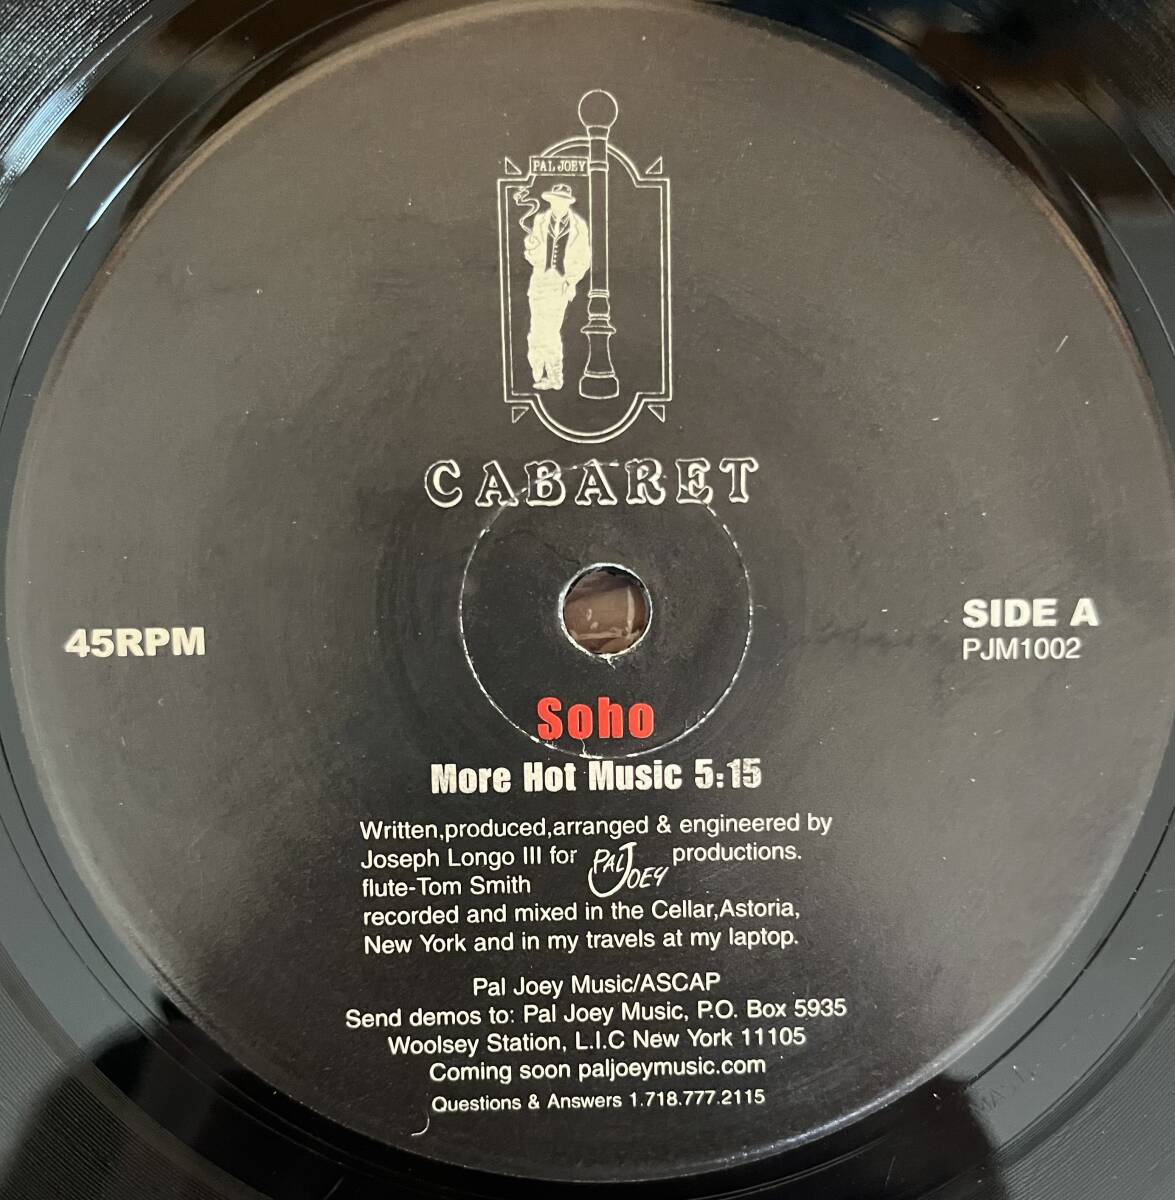 PAL JOEY
CABARET
45RPM
SIDE A
PJM1002
Soho
More Hot Music 5:15
Written,produced,arranged & engineered by
Joseph Longo III for PAL JOEY productions.
flute-Tom Smith
recorded and mixed in the Cellar,Astoria,
New York and in my travels at my laptop.
Pal Joey Music/ASCAP
Send demos to: Pal Joey Music, P.O. Box 5935
Woolsey Station, L.I.C New York 11105
Coming soon paljoeymusic.com
Questions & Answers 1.718.777.2115